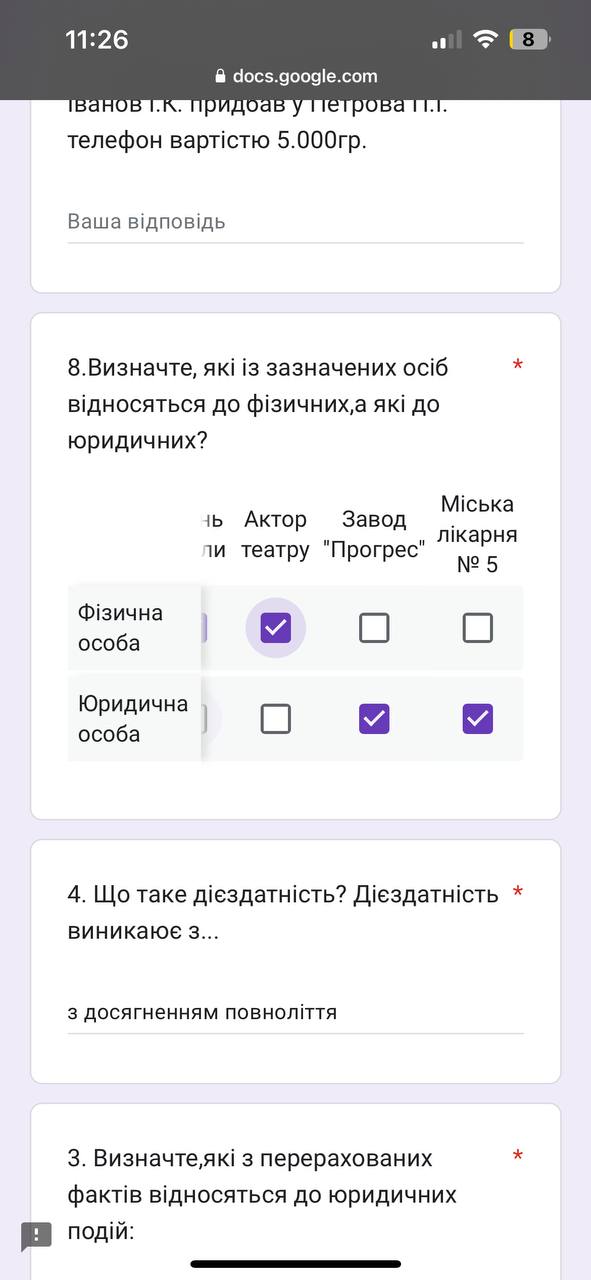 11:26
8
docs.google.com
Іванов І.К. придбав у Петрова П.І.
телефон вартістю 5.000гр.
Ваша відповідь
8.Визначте, які із зазначених осіб *
відносяться до фізичних,а які до
юридичних?
нь Актор Завод Міська
ли театру "Прогрес" лікарня
№ 5
Фізична
особа
Юридична
особа
4. Що таке дієздатність? Дієздатність *
виникаює з...
з досягненням повноліття
3. Визначте,які з перерахованих *
фактів відносяться до юридичних
подій: